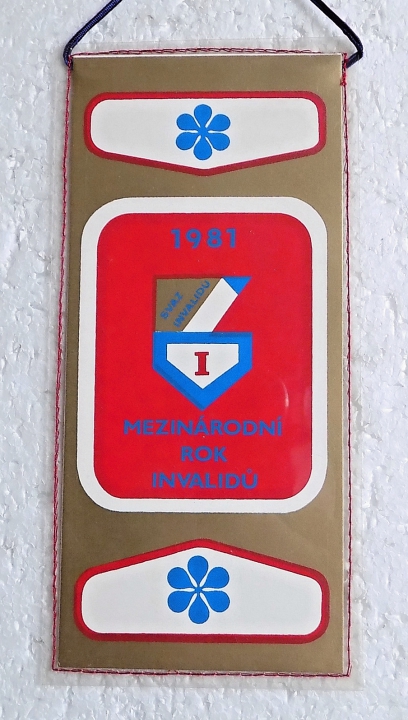 1981
SVAZ
INVALIDŮ
I
MEZINÁRODNÍ
ROK
INVALIDŮ